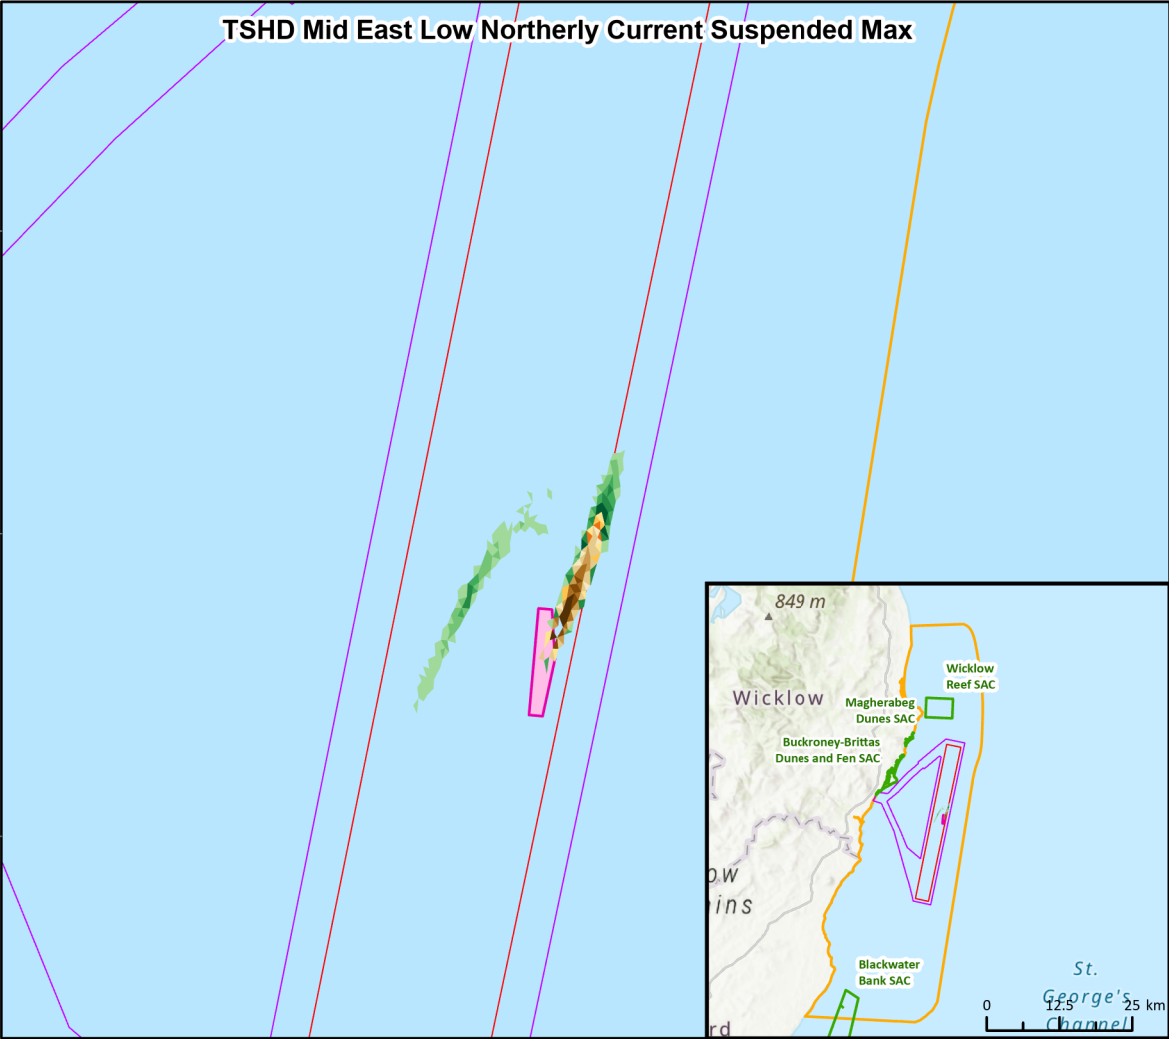 TSHD Mid East Low Northerly Current Suspended Max
849 m
Wicklow
Reef SAC
Wicklow
Magherabeg
Dunes SAC
Buckroney-Brittas
Dunes and Fen SAC
ow
ins
Blackwater
Bank SAC
St.
George's
Channel
0 12.5 25 km
rd